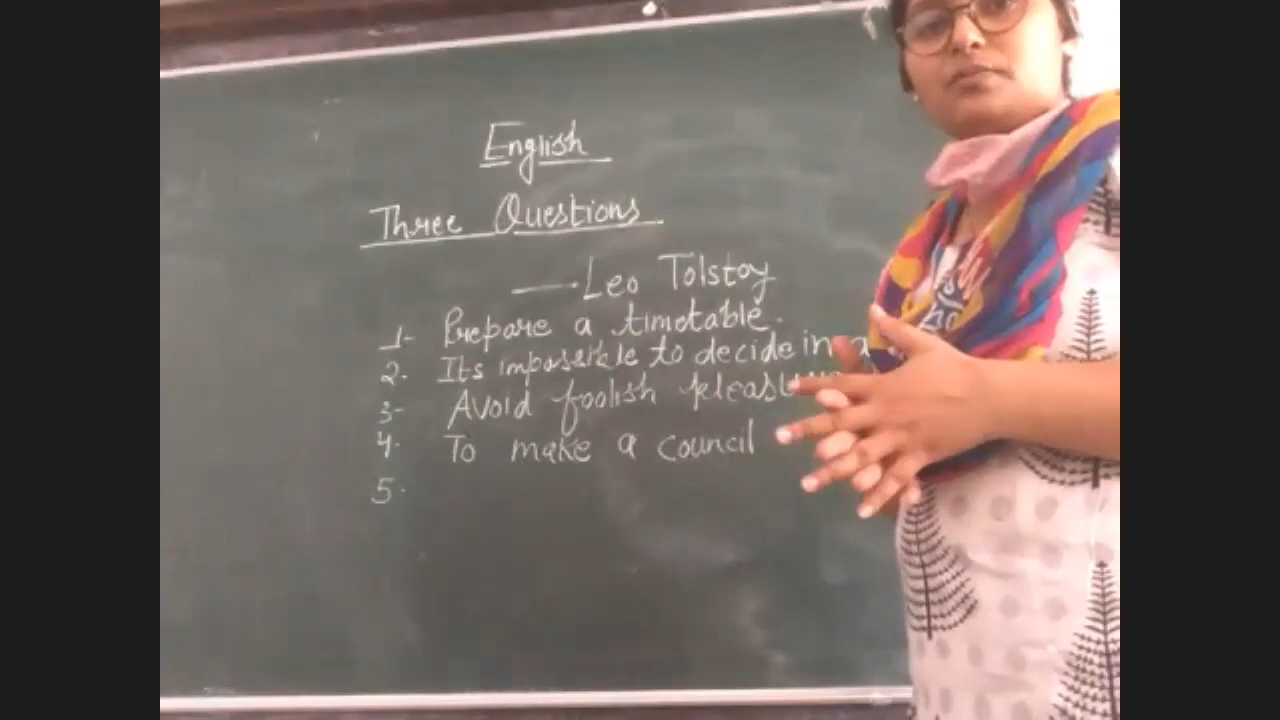 English
Three Questions
— Leo Tolstoy
1- Prepare a timetable.
2. Its impossible to decide in a
3- Avoid foolish
4. To make a council
5.